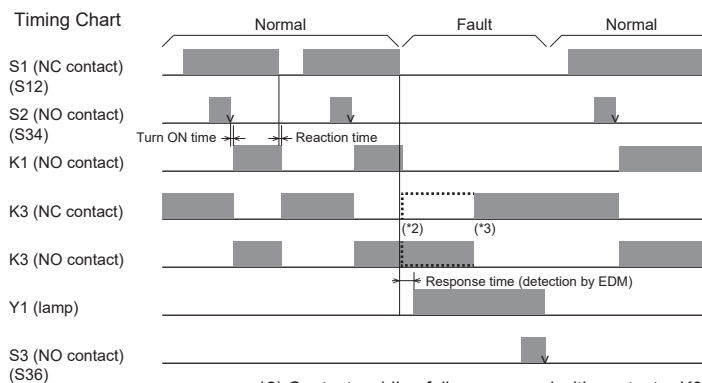 Timing Chart
Normal
Fault
Normal
S1 (NC contact)
(S12)
S2 (NO contact)
(S34)
Turn ON time
Reaction time
K1 (NO contact)
K3 (NC contact)
(*2)
(*3)
K3 (NO contact)
Response time (detection by EDM)
Y1 (lamp)
S3 (NO contact)
(S36)